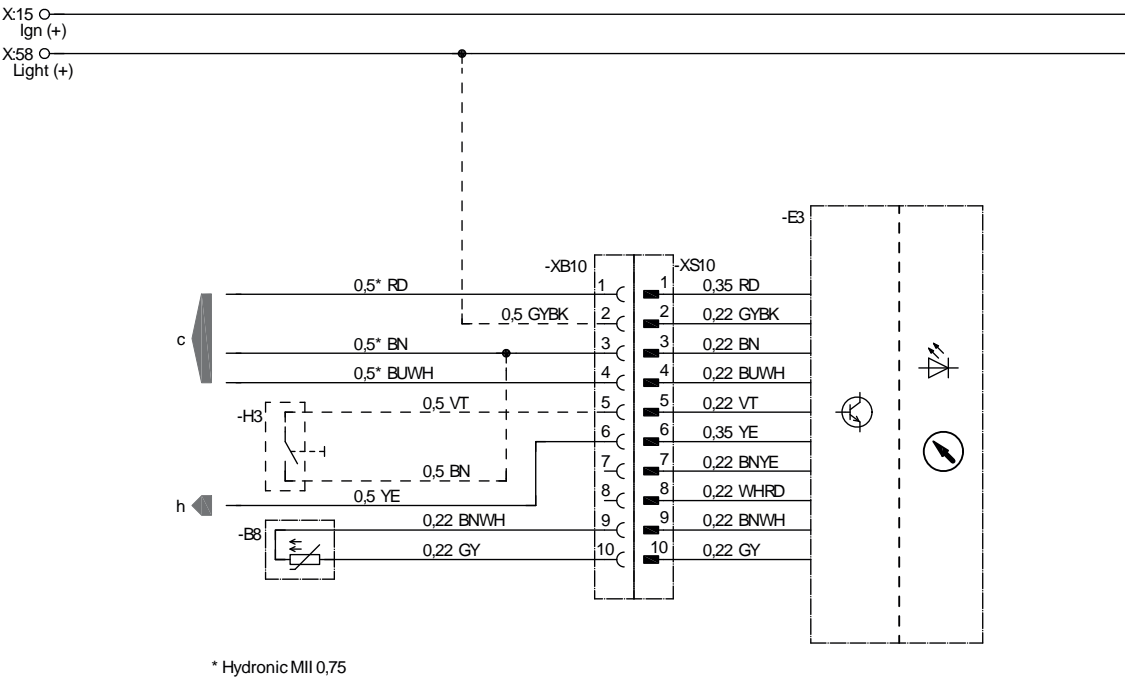 X:15
Ign (+)
X:58
Light (+)
-E3
-XB10 -XS10
0,5* RD 1 1 0,35 RD
0,5 GYBK 2 2 0,22 GYBK
c
0,5* BN 3 3 0,22 BN
0,5* BUWH 4 4 0,22 BUWH
-H3 0,5 VT 5 5 0,22 VT
6 6 0,35 YE
0,5 BN 7 7 0,22 BNYE
h 0,5 YE 8 8 0,22 WHRD
-B8 0,22 BNWH 9 9 0,22 BNWH
0,22 GY 10 10 0,22 GY
* Hydronic MII 0,75